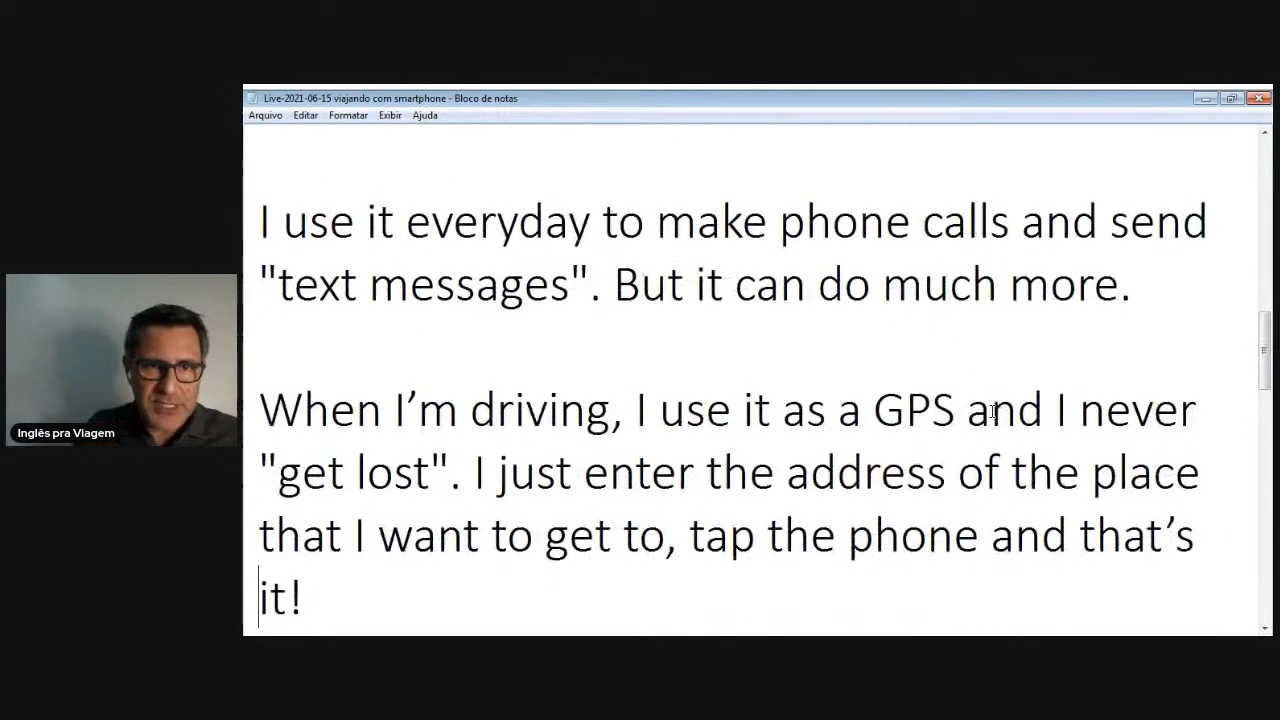 Live-2021-06-15 viajando com smartphone - Bloco de notas
Arquivo Editar Formatar Exibir Ajuda
I use it everyday to make phone calls and send
"text messages". But it can do much more.
When I’m driving, I use it as a GPS and I never
"get lost". I just enter the address of the place
that I want to get to, tap the phone and that’s
it!
Inglês pra Viagem